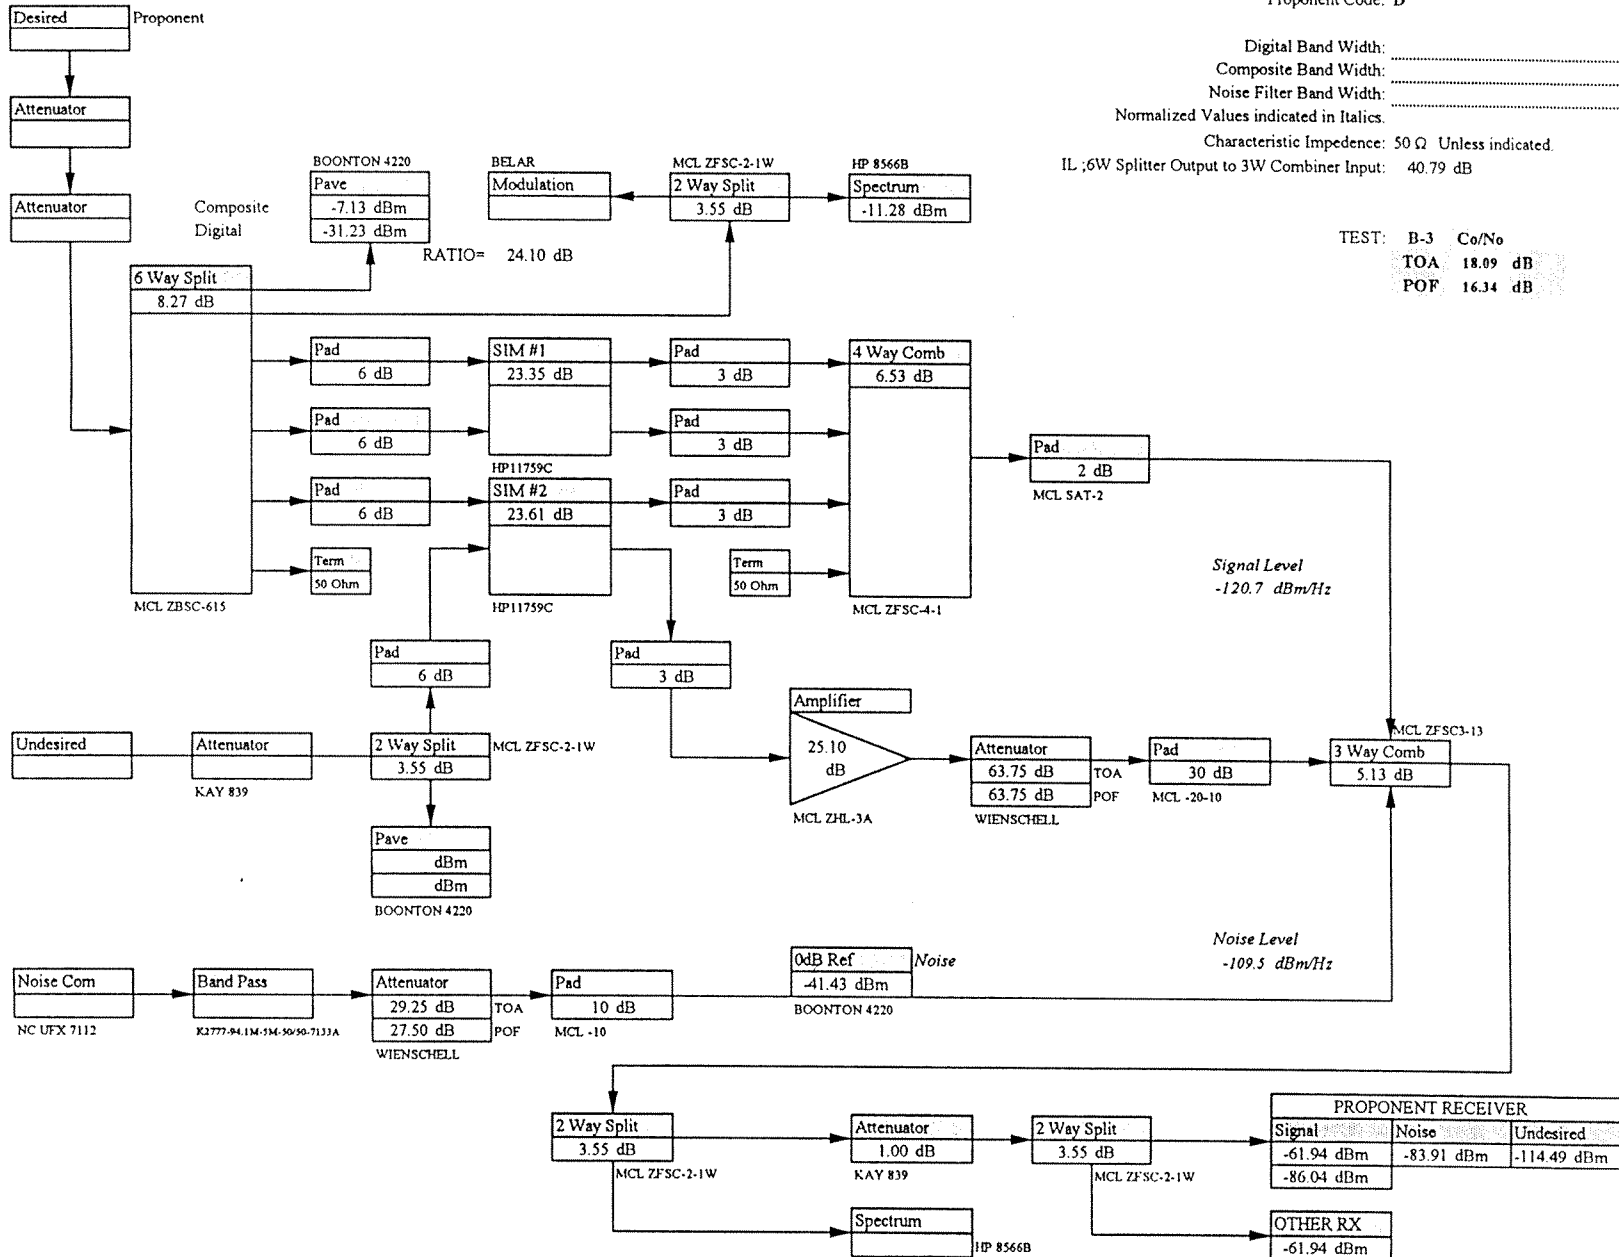 Desired
Proponent
Proponent Code: B
Digital Band Width:
Composite Band Width:
Noise Filter Band Width:
Normalized Values indicated in Italics.
Characteristic Impedence: 50 Ω Unless indicated.
IL ;6W Splitter Output to 3W Combiner Input: 40.79 dB
TEST: B-3 Co/No
TOA 18.09 dB
POF 16.34 dB
Attenuator
Attenuator
Composite
Digital
BOONTON 4220
Pave
-7.13 dBm
-31.23 dBm
RATIO= 24.10 dB
BELAR
Modulation
MCL ZFSC-2-1W
2 Way Split
3.55 dB
HP 8566B
Spectrum
-11.28 dBm
6 Way Split
8.27 dB
MCL ZBSC-615
Pad
6 dB
SIM #1
23.35 dB
Pad
3 dB
4 Way Comb
6.53 dB
Pad
6 dB
HP11759C
Pad
3 dB
Pad
2 dB
MCL SAT-2
Pad
6 dB
SIM #2
23.61 dB
Pad
3 dB
Term
50 Ohm
HP11759C
Term
50 Ohm
MCL ZFSC-4-1
Signal Level
-120.7 dBm/Hz
Pad
6 dB
Pad
3 dB
Undesired
Attenuator
KAY 839
2 Way Split
3.55 dB
MCL ZFSC-2-1W
Pave
dBm
dBm
BOONTON 4220
Amplifier
25.10
dB
MCL ZHL-3A
Attenuator
63.75 dB TOA
63.75 dB POF
WIENSCHELL
Pad
30 dB
MCL -20-10
MCL ZFSC3-13
3 Way Comb
5.13 dB
Noise Com
NC UFX 7112
Band Pass
K2777-94.1M-5M-50/50-7133A
Attenuator
29.25 dB TOA
27.50 dB POF
WIENSCHELL
Pad
10 dB
MCL -10
0dB Ref Noise
-41.43 dBm
BOONTON 4220
Noise Level
-109.5 dBm/Hz
2 Way Split
3.55 dB
MCL ZFSC-2-1W
Attenuator
1.00 dB
KAY 839
2 Way Split
3.55 dB
MCL ZFSC-2-1W
PROPONENT RECEIVER
Signal Noise Undesired
-61.94 dBm -83.91 dBm -114.49 dBm
-86.04 dBm
Spectrum
HP 8566B
OTHER RX
-61.94 dBm